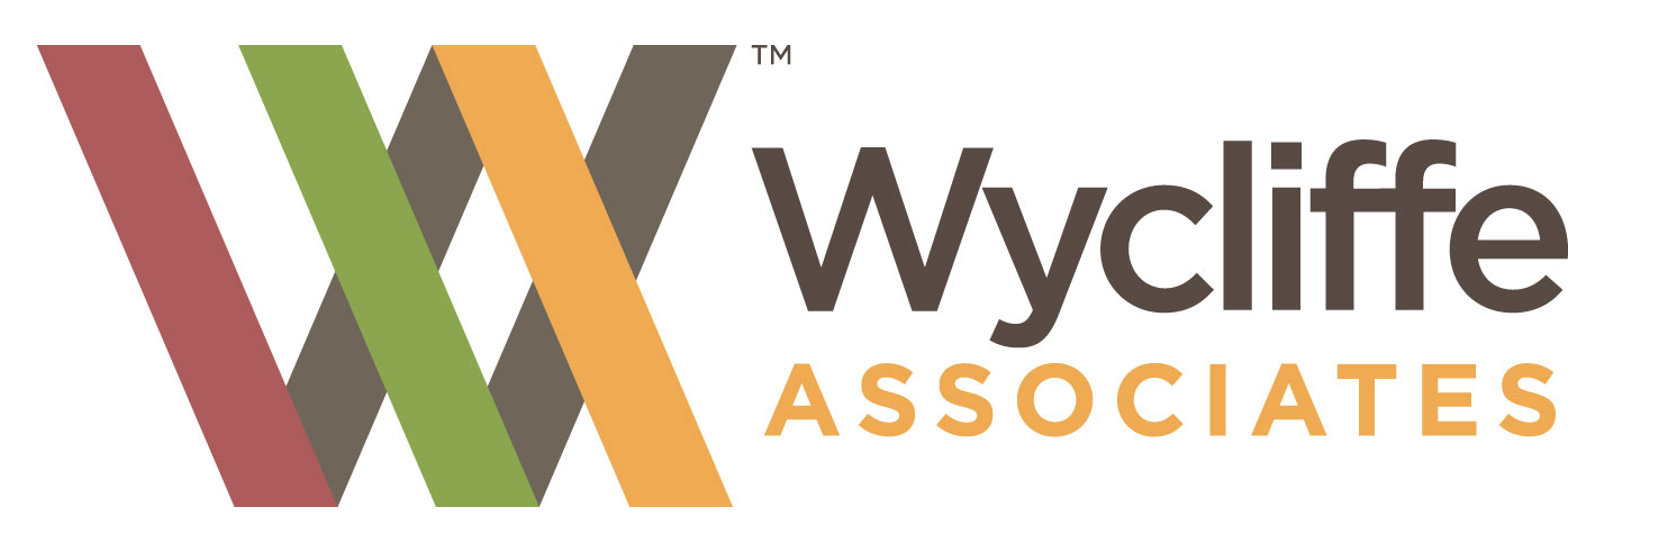 ™
Wycliffe
ASSOCIATES